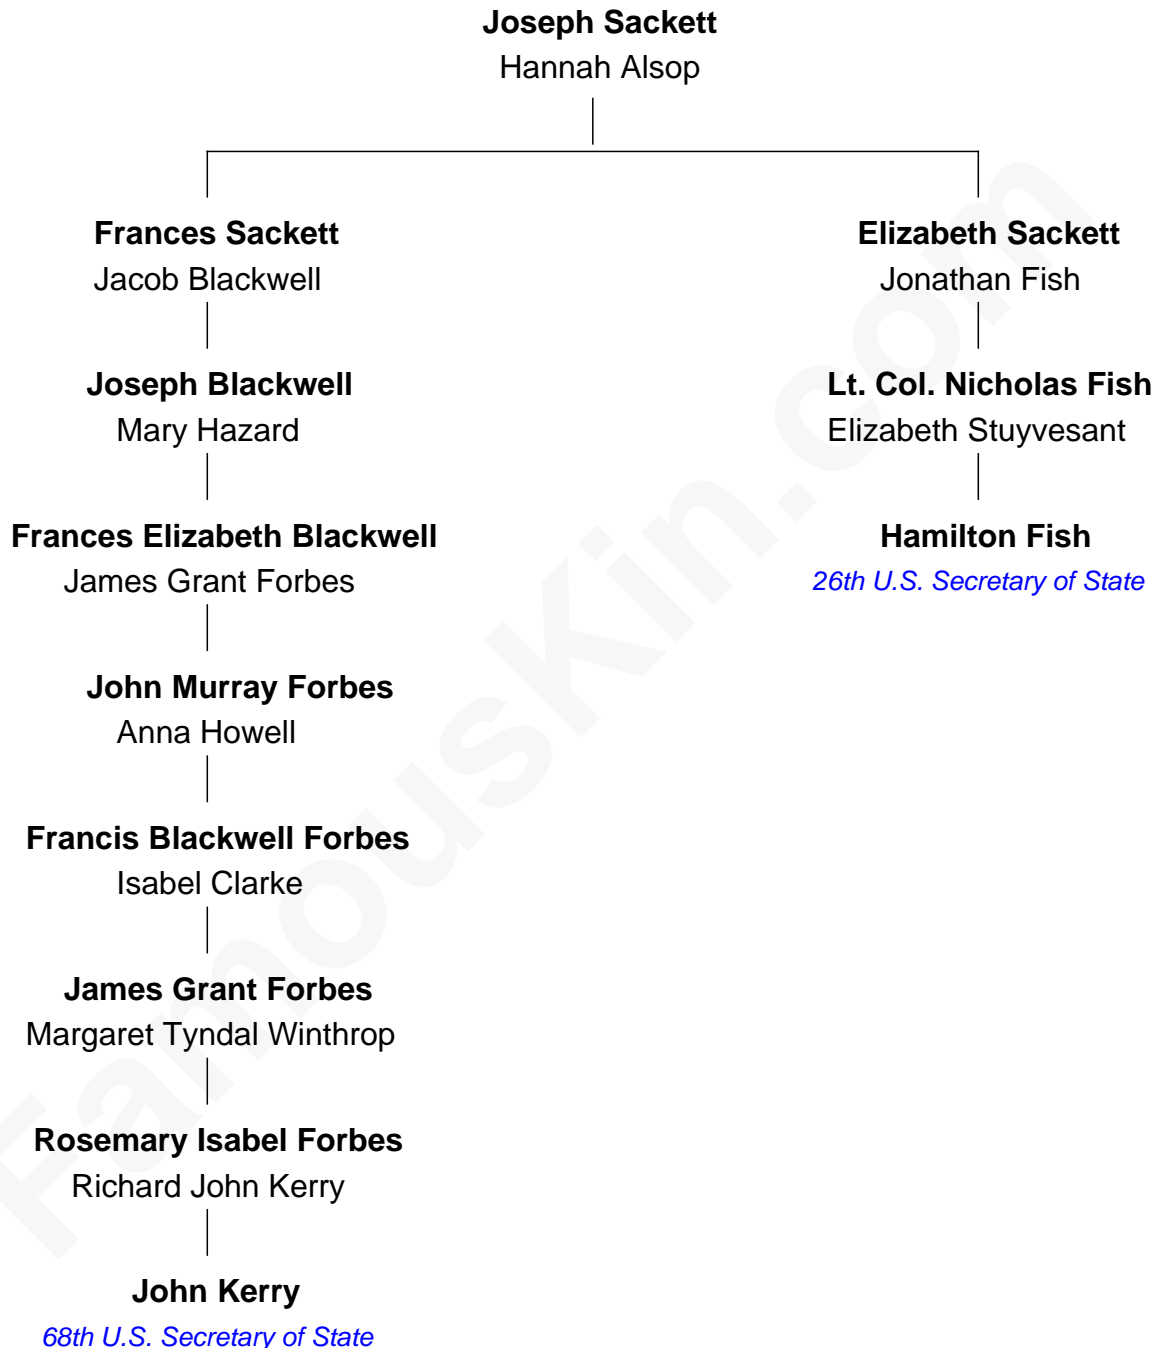 Joseph Sackett
Hannah Alsop
Frances Sackett
Jacob Blackwell
Elizabeth Sackett
Jonathan Fish
Joseph Blackwell
Mary Hazard
Lt. Col. Nicholas Fish
Elizabeth Stuyvesant
Frances Elizabeth Blackwell
James Grant Forbes
Hamilton Fish
26th U.S. Secretary of State
John Murray Forbes
Anna Howell
Francis Blackwell Forbes
Isabel Clarke
James Grant Forbes
Margaret Tyndal Winthrop
Rosemary Isabel Forbes
Richard John Kerry
John Kerry
68th U.S. Secretary of State
FamousKin.com